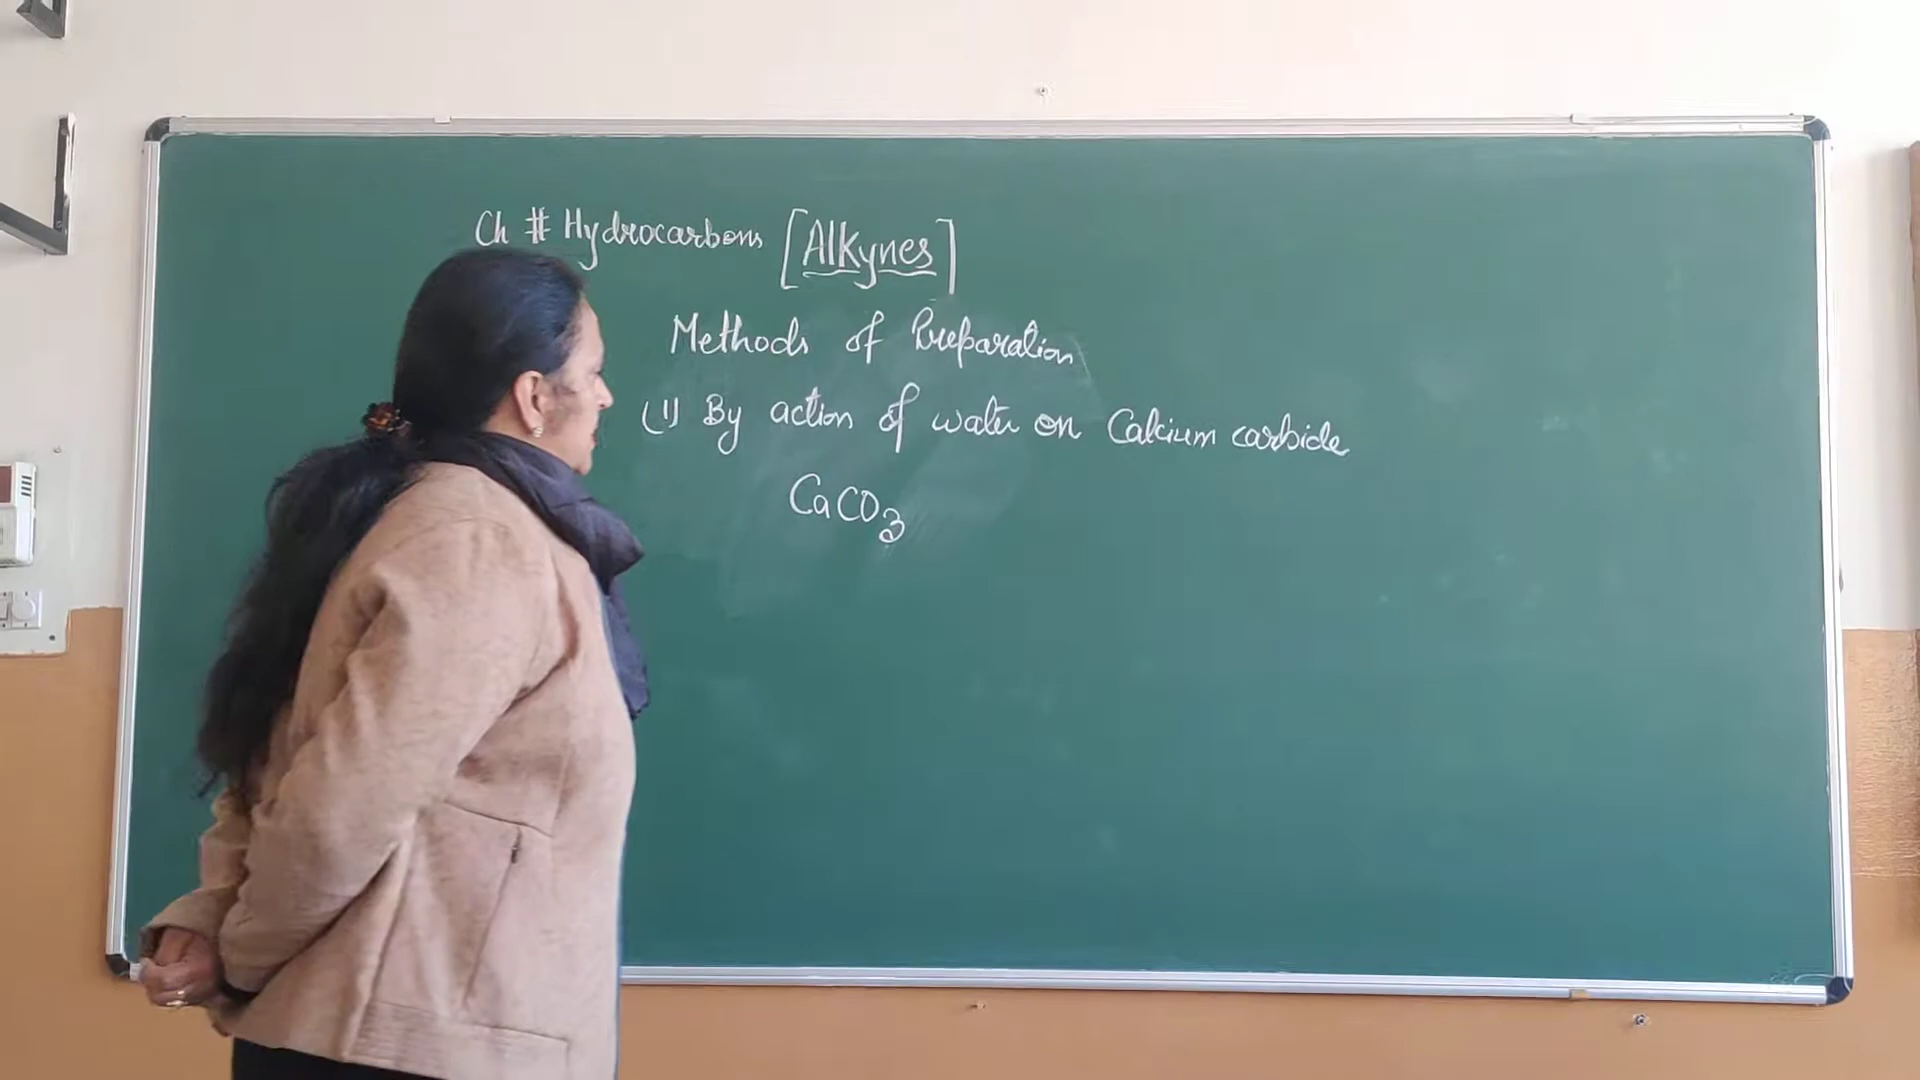 Ch # Hydrocarbons [Alkynes]
Methods of Preparation
(1) By action of water on Calcium carbide
CaCO3